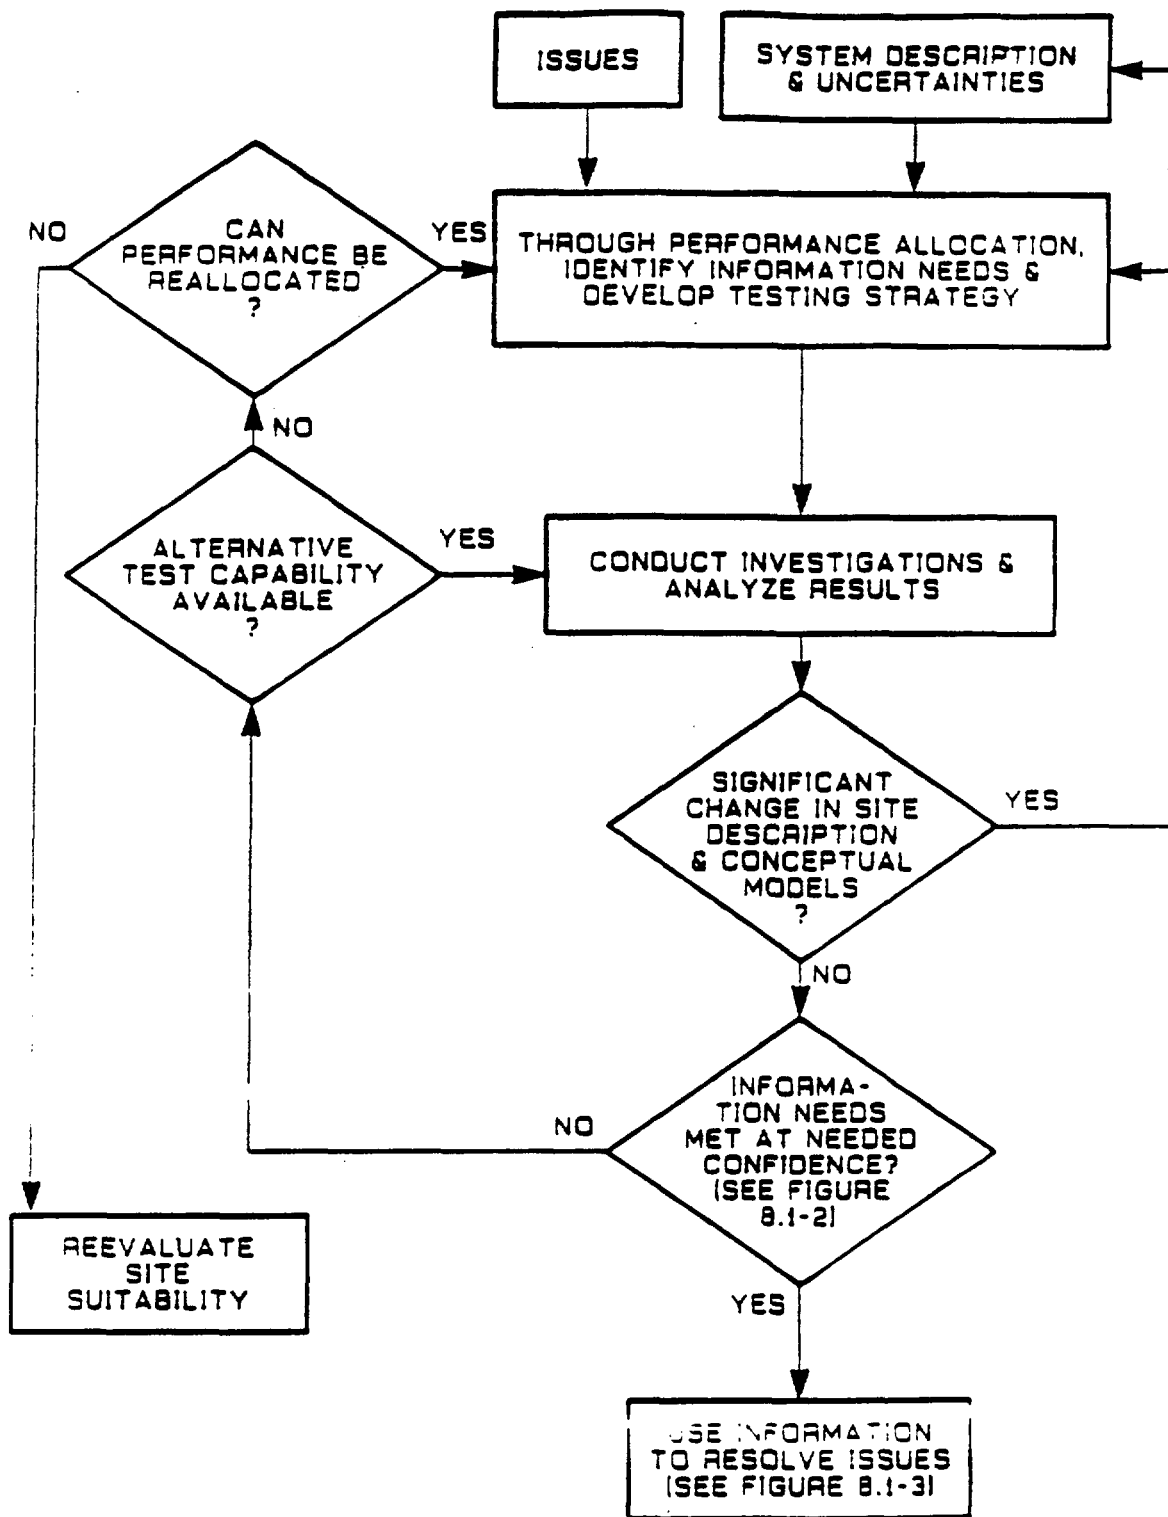 ISSUES
SYSTEM DESCRIPTION
& UNCERTAINTIES
CAN
PERFORMANCE BE
REALLOCATED
?
NO
YES
THROUGH PERFORMANCE ALLOCATION,
IDENTIFY INFORMATION NEEDS &
DEVELOP TESTING STRATEGY
NO
ALTERNATIVE
TEST CAPABILITY
AVAILABLE
?
YES
CONDUCT INVESTIGATIONS &
ANALYZE RESULTS
SIGNIFICANT
CHANGE IN SITE
DESCRIPTION
& CONCEPTUAL
MODELS
?
YES
NO
INFORMA-
TION NEEDS
MET AT NEEDED
CONFIDENCE?
(SEE FIGURE
8.1-2)
NO
YES
REEVALUATE
SITE
SUITABILITY
USE INFORMATION
TO RESOLVE ISSUES
(SEE FIGURE 8.1-3)